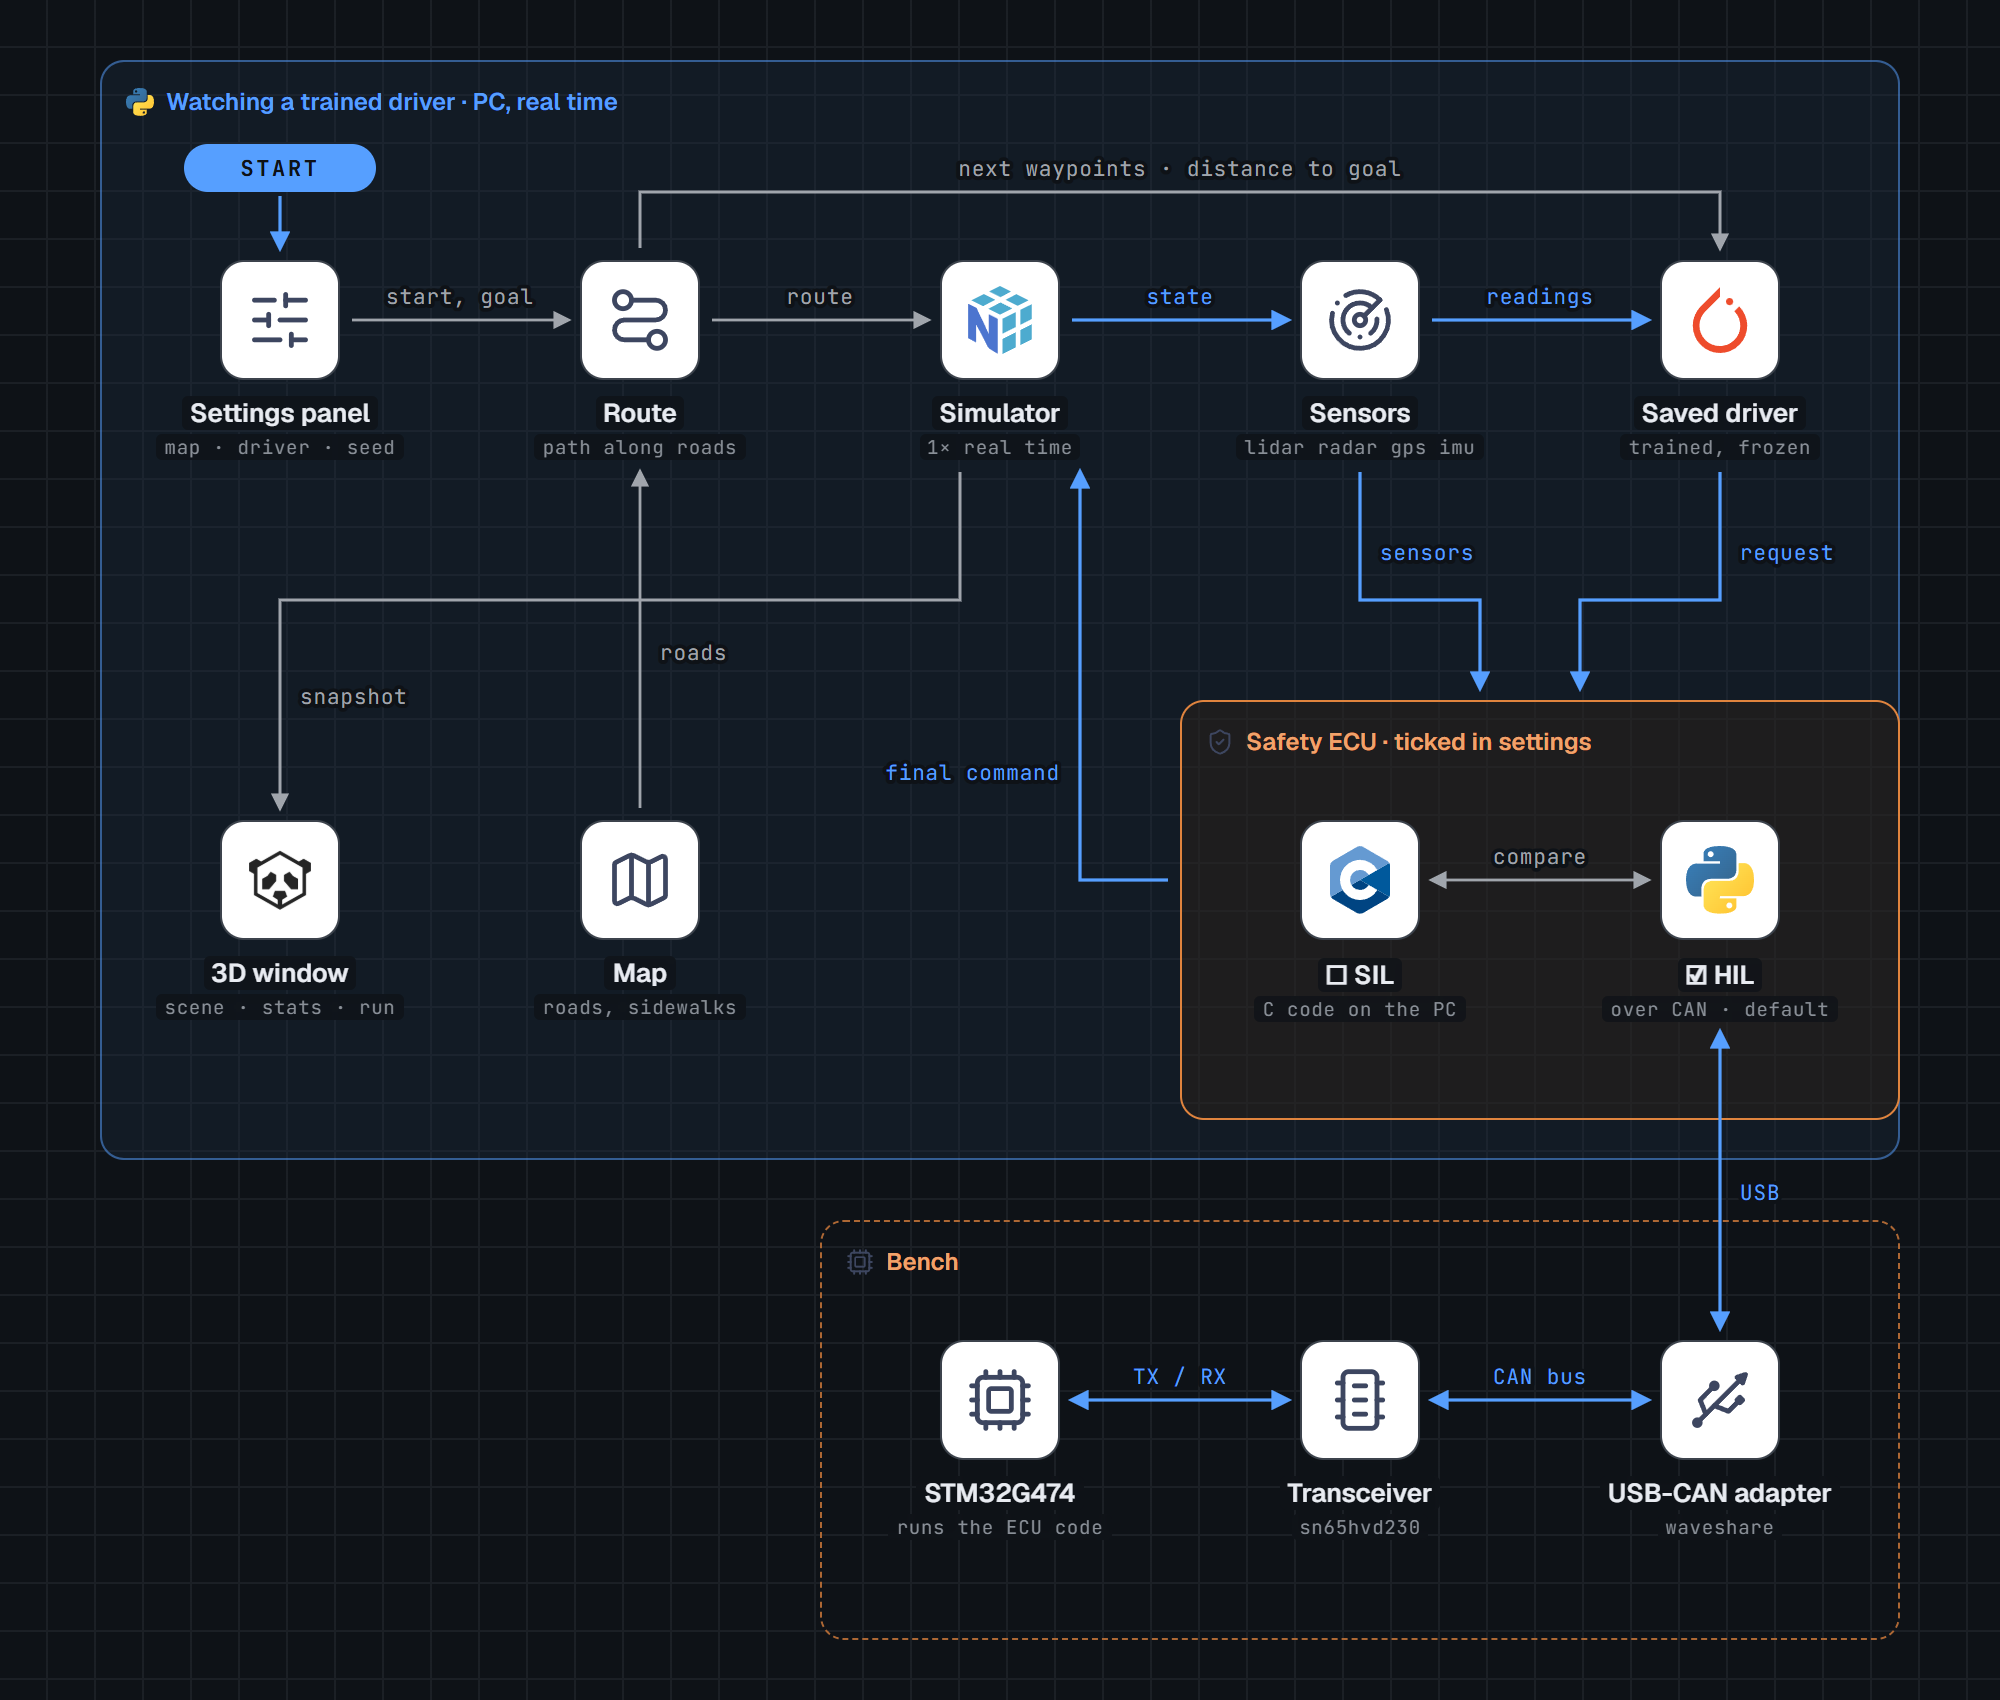 Watching a trained driver · PC, real time
START
next waypoints · distance to goal
start, goal
route
state
readings
Settings panel
map · driver · seed
Route
path along roads
Simulator
1× real time
Sensors
lidar radar gps imu
Saved driver
trained, frozen
sensors
request
roads
snapshot
final command
Safety ECU · ticked in settings
compare
3D window
scene · stats · run
Map
roads, sidewalks
☐ SIL
C code on the PC
☑ HIL
over CAN · default
USB
Bench
TX / RX
CAN bus
STM32G474
runs the ECU code
Transceiver
sn65hvd230
USB-CAN adapter
waveshare